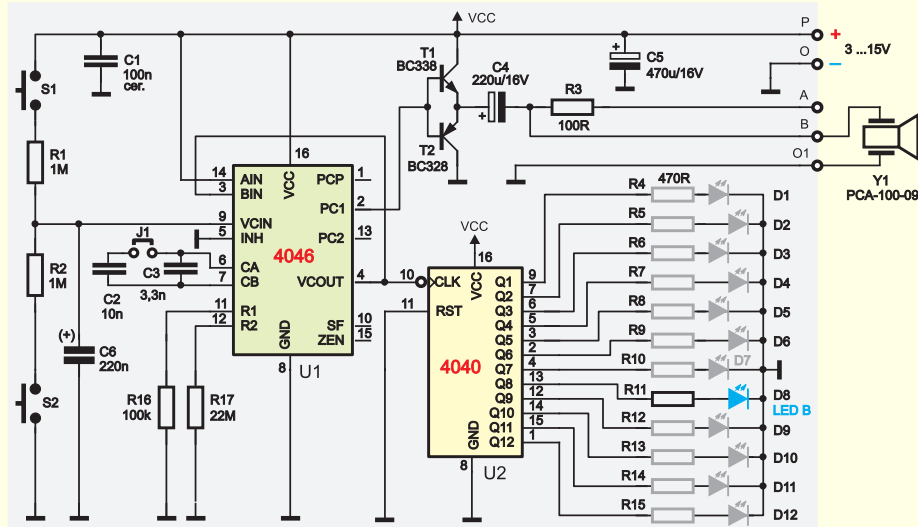 VCC
P
+
3 ...15V
O
−
T1
BC338
C1
100n
cer.
S1
C4
220u/16V
+
+
C5
470u/16V
R3
100R
A
B
O1
Y1
PCA-100-09
T2
BC328
R1
1M
16
VCC
14
AIN
3
BIN
PCP
1
PC1
2
9
VCIN
5
INH
PC2
13
4046
6
CA
7
CB
VCOUT
4
11
R1
12
R2
SF
10
ZEN
15
GND
8
U1
J1
C2
10n
C3
3,3n
R2
1M
(+)
C6
220n
S2
R16
100k
R17
22M
VCC
16
VCC
10
CLK
11
RST
4040
GND
8
U2
Q1
9
Q2
7
Q3
6
Q4
5
Q5
3
Q6
2
Q7
4
Q8
13
Q9
12
Q10
14
Q11
15
Q12
1
470R
R4
D1
R5
D2
R6
D3
R7
D4
R8
D5
R9
D6
R10
D7
R11
D8
LED B
R12
D9
R13
D10
R14
D11
R15
D12